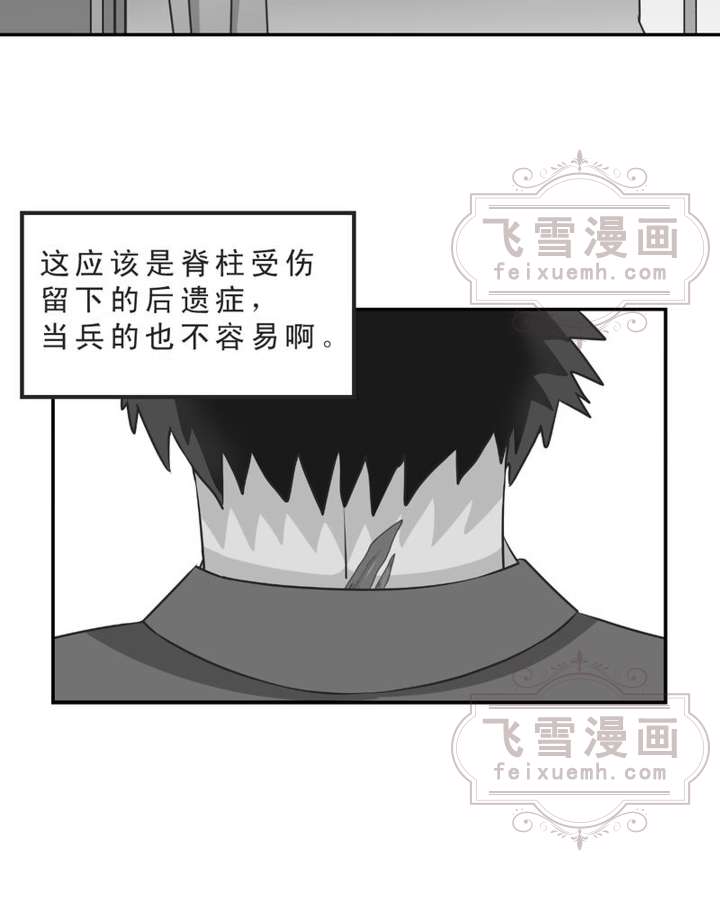 飞雪漫画
feixuemh.com
这应该是脊柱受伤
留下的后遗症，
当兵的也不容易啊。
飞雪漫画
feixuemh.com